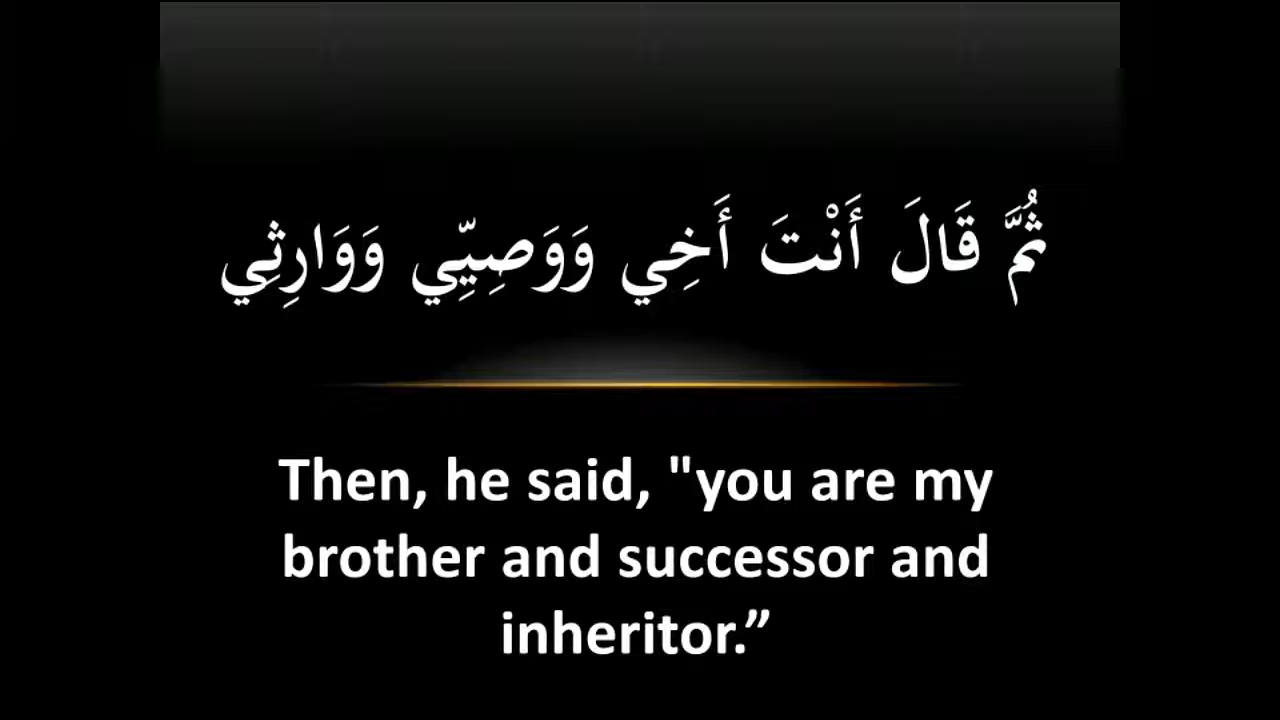 ثُمَّ قَالَ أَنْتَ أَخِي وَوَصِيِّي وَوَارِثِي
Then, he said, "you are my
brother and successor and
inheritor.”